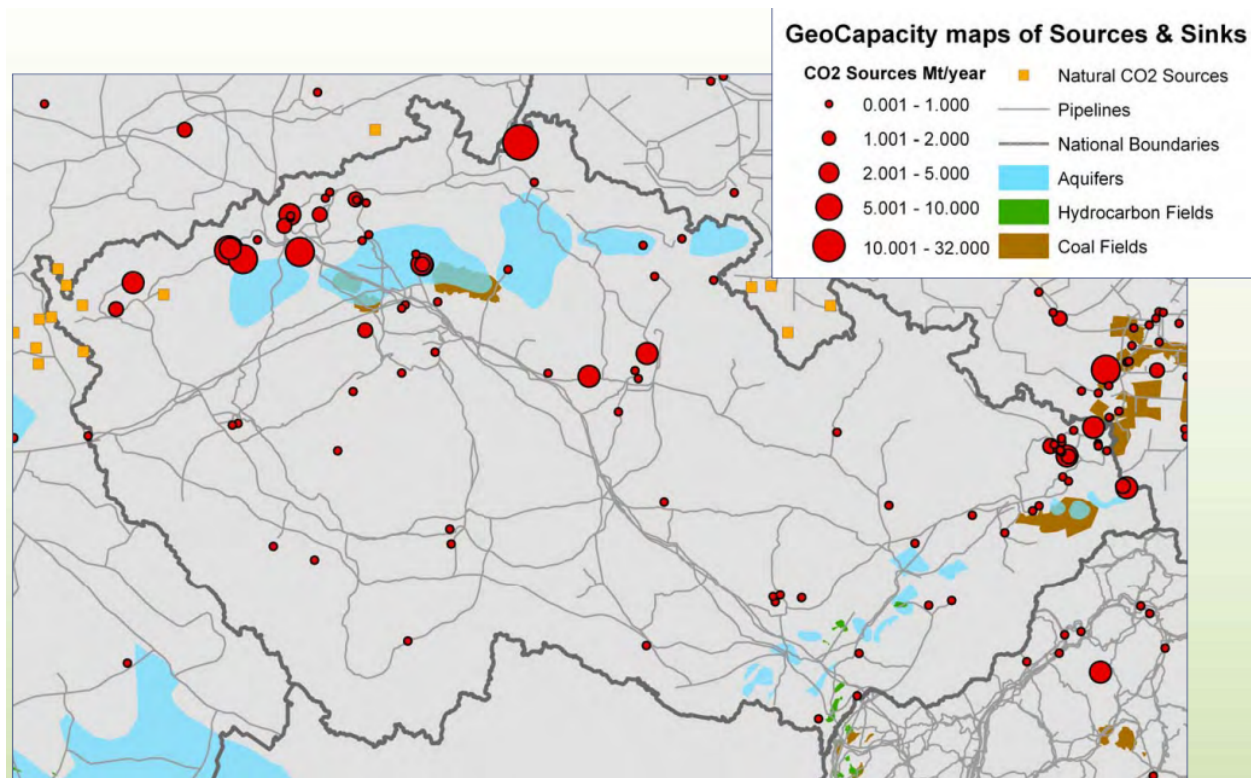 GeoCapacity maps of Sources & Sinks
CO2 Sources Mt/year
0.001 - 1.000
1.001 - 2.000
2.001 - 5.000
5.001 - 10.000
10.001 - 32.000
Natural CO2 Sources
Pipelines
National Boundaries
Aquifers
Hydrocarbon Fields
Coal Fields